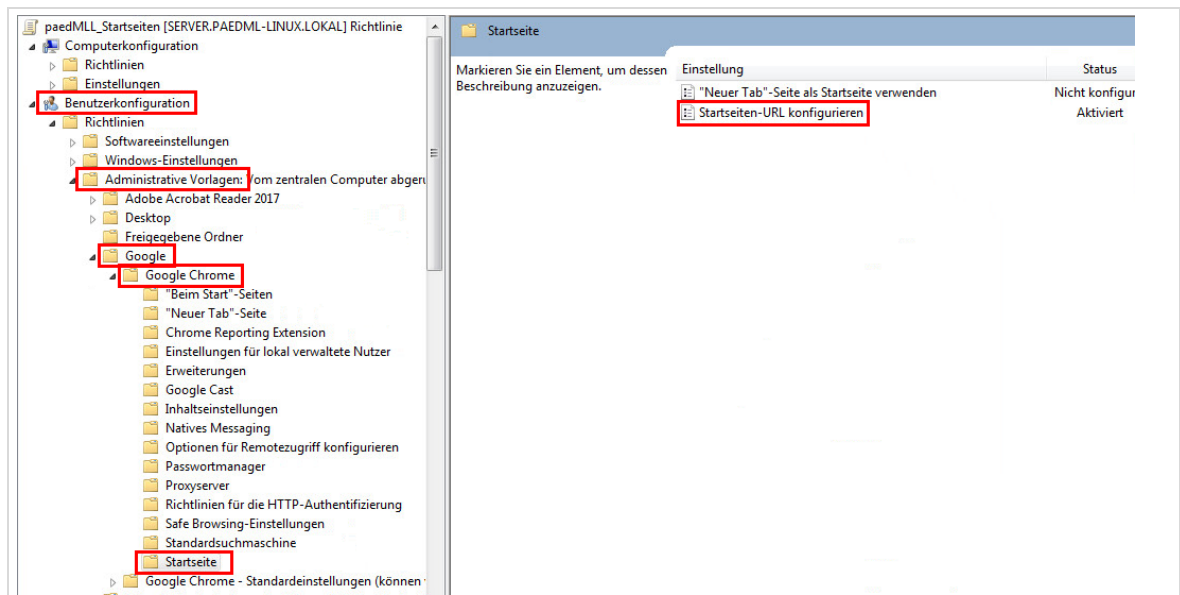 paedMLL_Startseiten [SERVER.PAEDML-LINUX.LOKAL] Richtlinie
Computerkonfiguration
Richtlinien
Einstellungen
Benutzerkonfiguration
Richtlinien
Softwareeinstellungen
Windows-Einstellungen
Administrative Vorlagen: Vom zentralen Computer abgeru
Adobe Acrobat Reader 2017
Desktop
Freigegebene Ordner
Google
Google Chrome
"Beim Start"-Seiten
"Neuer Tab"-Seite
Chrome Reporting Extension
Einstellungen für lokal verwaltete Nutzer
Erweiterungen
Google Cast
Inhaltseinstellungen
Natives Messaging
Optionen für Remotezugriff konfigurieren
Passwortmanager
Proxyserver
Richtlinien für die HTTP-Authentifizierung
Safe Browsing-Einstellungen
Standardsuchmaschine
Startseite
Google Chrome - Standardeinstellungen (können
Startseite
Markieren Sie ein Element, um dessen
Beschreibung anzuzeigen.
Einstellung Status
"Neuer Tab"-Seite als Startseite verwenden Nicht konfigur
Startseiten-URL konfigurieren Aktiviert